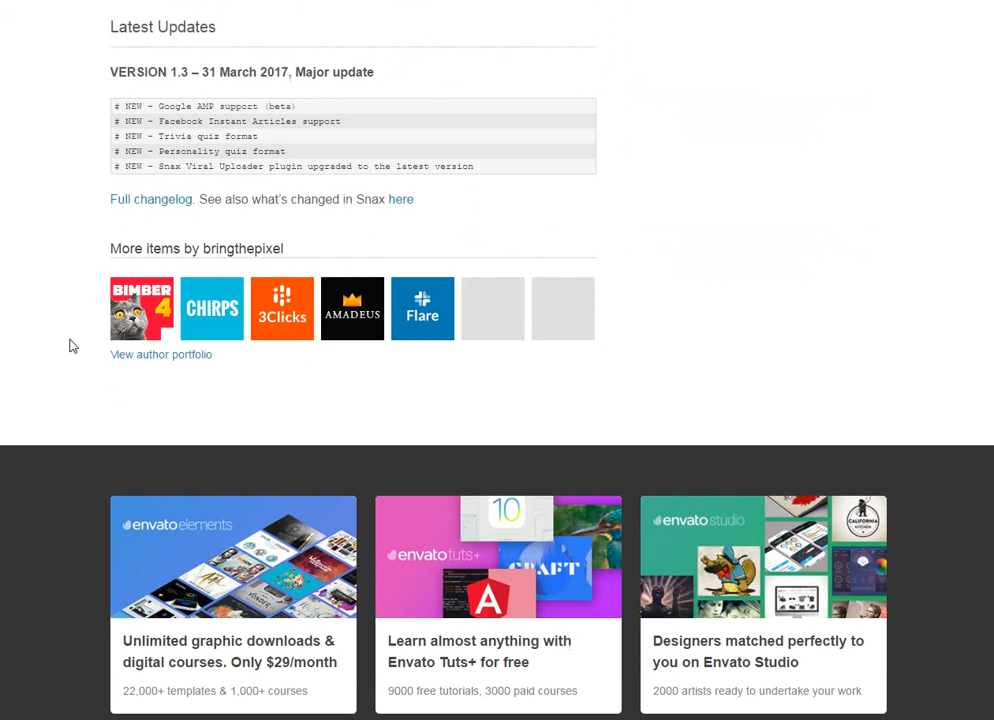 Latest Updates
VERSION 1.3 – 31 March 2017, Major update
# NEW - Google AMP support (beta)
# NEW - Facebook Instant Articles support
# NEW - Trivia quiz format
# NEW - Personality quiz format
# NEW - Snax Viral Uploader plugin upgraded to the latest version
Full changelog. See also what's changed in Snax here
More items by bringthepixel
BIMBER 4
CHIRPS
3Clicks
AMADEUS
Flare
View author portfolio
envatoelements
envatotuts+
10
CRAFT
A
envatostudio
CALIFORNIA
KITCHEN
Unlimited graphic downloads &
digital courses. Only $29/month
22,000+ templates & 1,000+ courses
Learn almost anything with
Envato Tuts+ for free
9000 free tutorials, 3000 paid courses
Designers matched perfectly to
you on Envato Studio
2000 artists ready to undertake your work